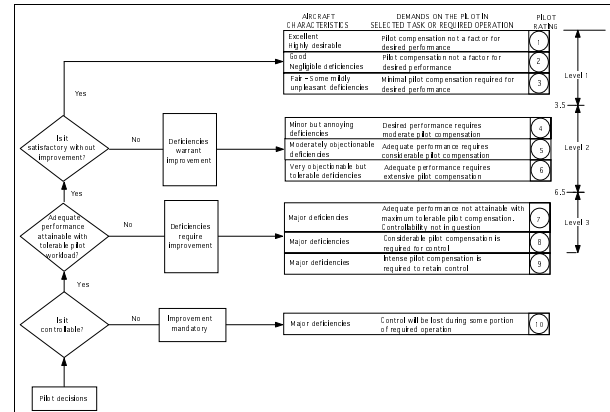 AIRCRAFT CHARACTERISTICS
DEMANDS ON THE PILOT IN SELECTED TASK OR REQUIRED OPERATION
PILOT RATING
Excellent
Highly desirable
Pilot compensation not a factor for
desired performance
1
Good
Negligible deficiencies
Pilot compensation not a factor for
desired performance
2
Fair – Some mildly
unpleasant deficiencies
Minimal pilot compensation required for
desired performance
3
Level 1
3.5
Yes
Is it
satisfactory without
improvement?
No
Deficiencies
warrant
improvement
Minor but annoying
deficiencies
Desired performance requires
moderate pilot compensation
4
Moderately objectionable
deficiencies
Adequate performance requires
considerable pilot compensation
5
Very objectionable but
tolerable deficiencies
Adequate performance requires
extensive pilot compensation
6
Level 2
6.5
Yes
Adequate
performance
attainable with
tolerable pilot
workload?
No
Deficiencies
require
improvement
Major deficiencies
Adequate performance not attainable with
maximum tolerable pilot compensation.
Controllability not in question
7
Major deficiencies
Considerable pilot compensation is
required for control
8
Major deficiencies
Intense pilot compensation is
required to retain control
9
Level 3
Yes
Is it
controllable?
No
Improvement
mandatory
Major deficiencies
Control will be lost during some portion
of required operation
10
Pilot decisions